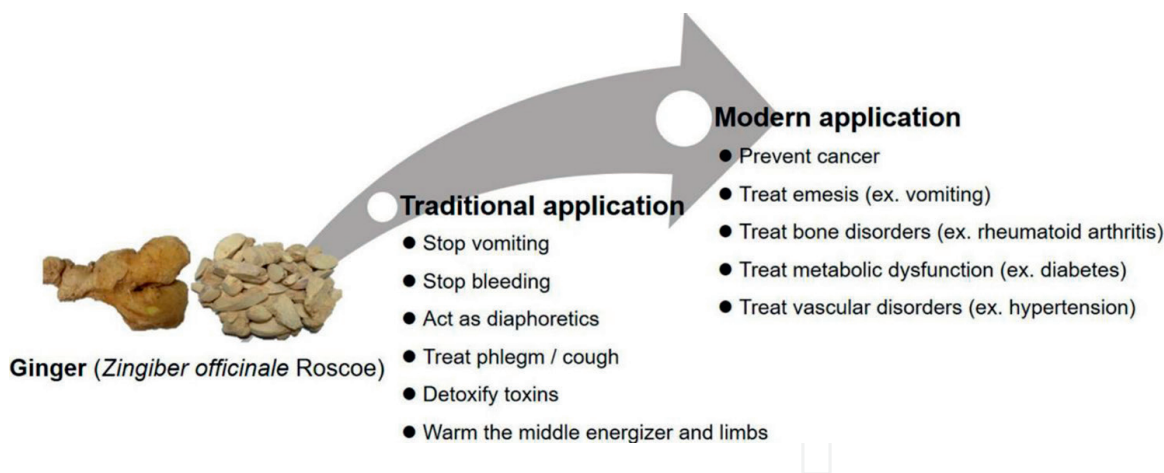 Ginger (Zingiber officinale Roscoe)
Traditional application
● Stop vomiting
● Stop bleeding
● Act as diaphoretics
● Treat phlegm / cough
● Detoxify toxins
● Warm the middle energizer and limbs
Modern application
● Prevent cancer
● Treat emesis (ex. vomiting)
● Treat bone disorders (ex. rheumatoid arthritis)
● Treat metabolic dysfunction (ex. diabetes)
● Treat vascular disorders (ex. hypertension)